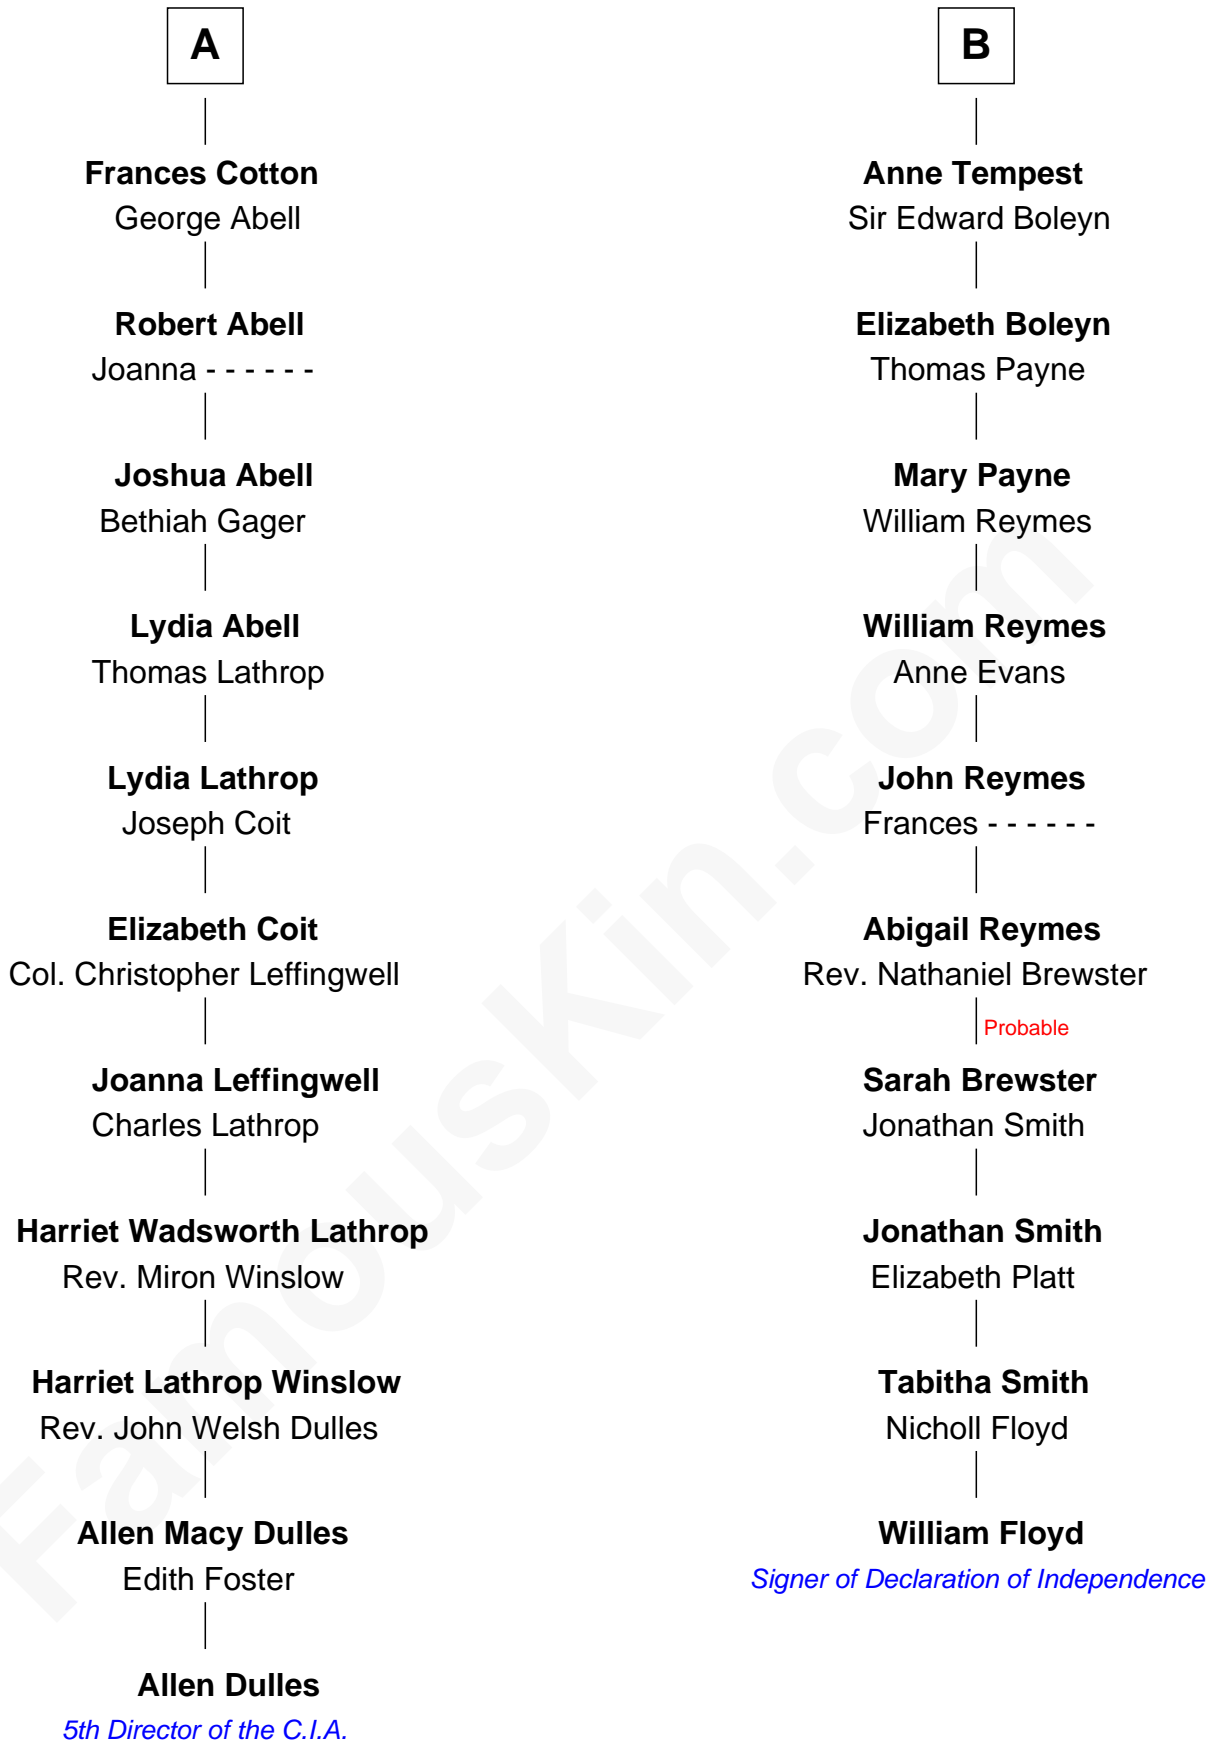 A
Frances Cotton
George Abell
Robert Abell
Joanna - - - - - -
Joshua Abell
Bethiah Gager
Lydia Abell
Thomas Lathrop
Lydia Lathrop
Joseph Coit
Elizabeth Coit
Col. Christopher Leffingwell
Joanna Leffingwell
Charles Lathrop
Harriet Wadsworth Lathrop
Rev. Miron Winslow
Harriet Lathrop Winslow
Rev. John Welsh Dulles
Allen Macy Dulles
Edith Foster
Allen Dulles
5th Director of the C.I.A.
B
Anne Tempest
Sir Edward Boleyn
Elizabeth Boleyn
Thomas Payne
Mary Payne
William Reymes
William Reymes
Anne Evans
John Reymes
Frances - - - - - -
Abigail Reymes
Rev. Nathaniel Brewster
Probable
Sarah Brewster
Jonathan Smith
Jonathan Smith
Elizabeth Platt
Tabitha Smith
Nicholl Floyd
William Floyd
Signer of Declaration of Independence
FamousKin.com